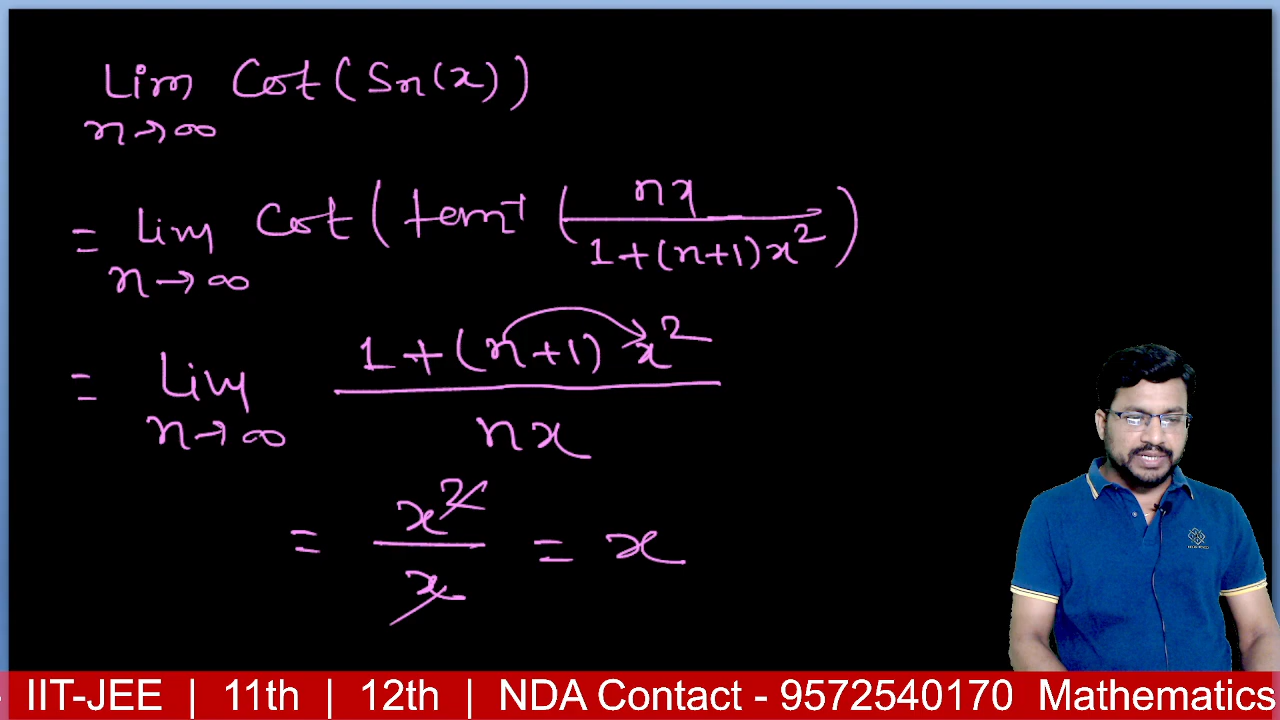 Lim Cot(Sn(x))
n→∞
= Lim Cot(tan⁻¹(nx / 1+(n+1)x²)
n→∞
= Lim 1+(n+1)x² / nx
n→∞
= x² / x = x
IIT-JEE | 11th | 12th | NDA Contact - 9572540170 Mathematics